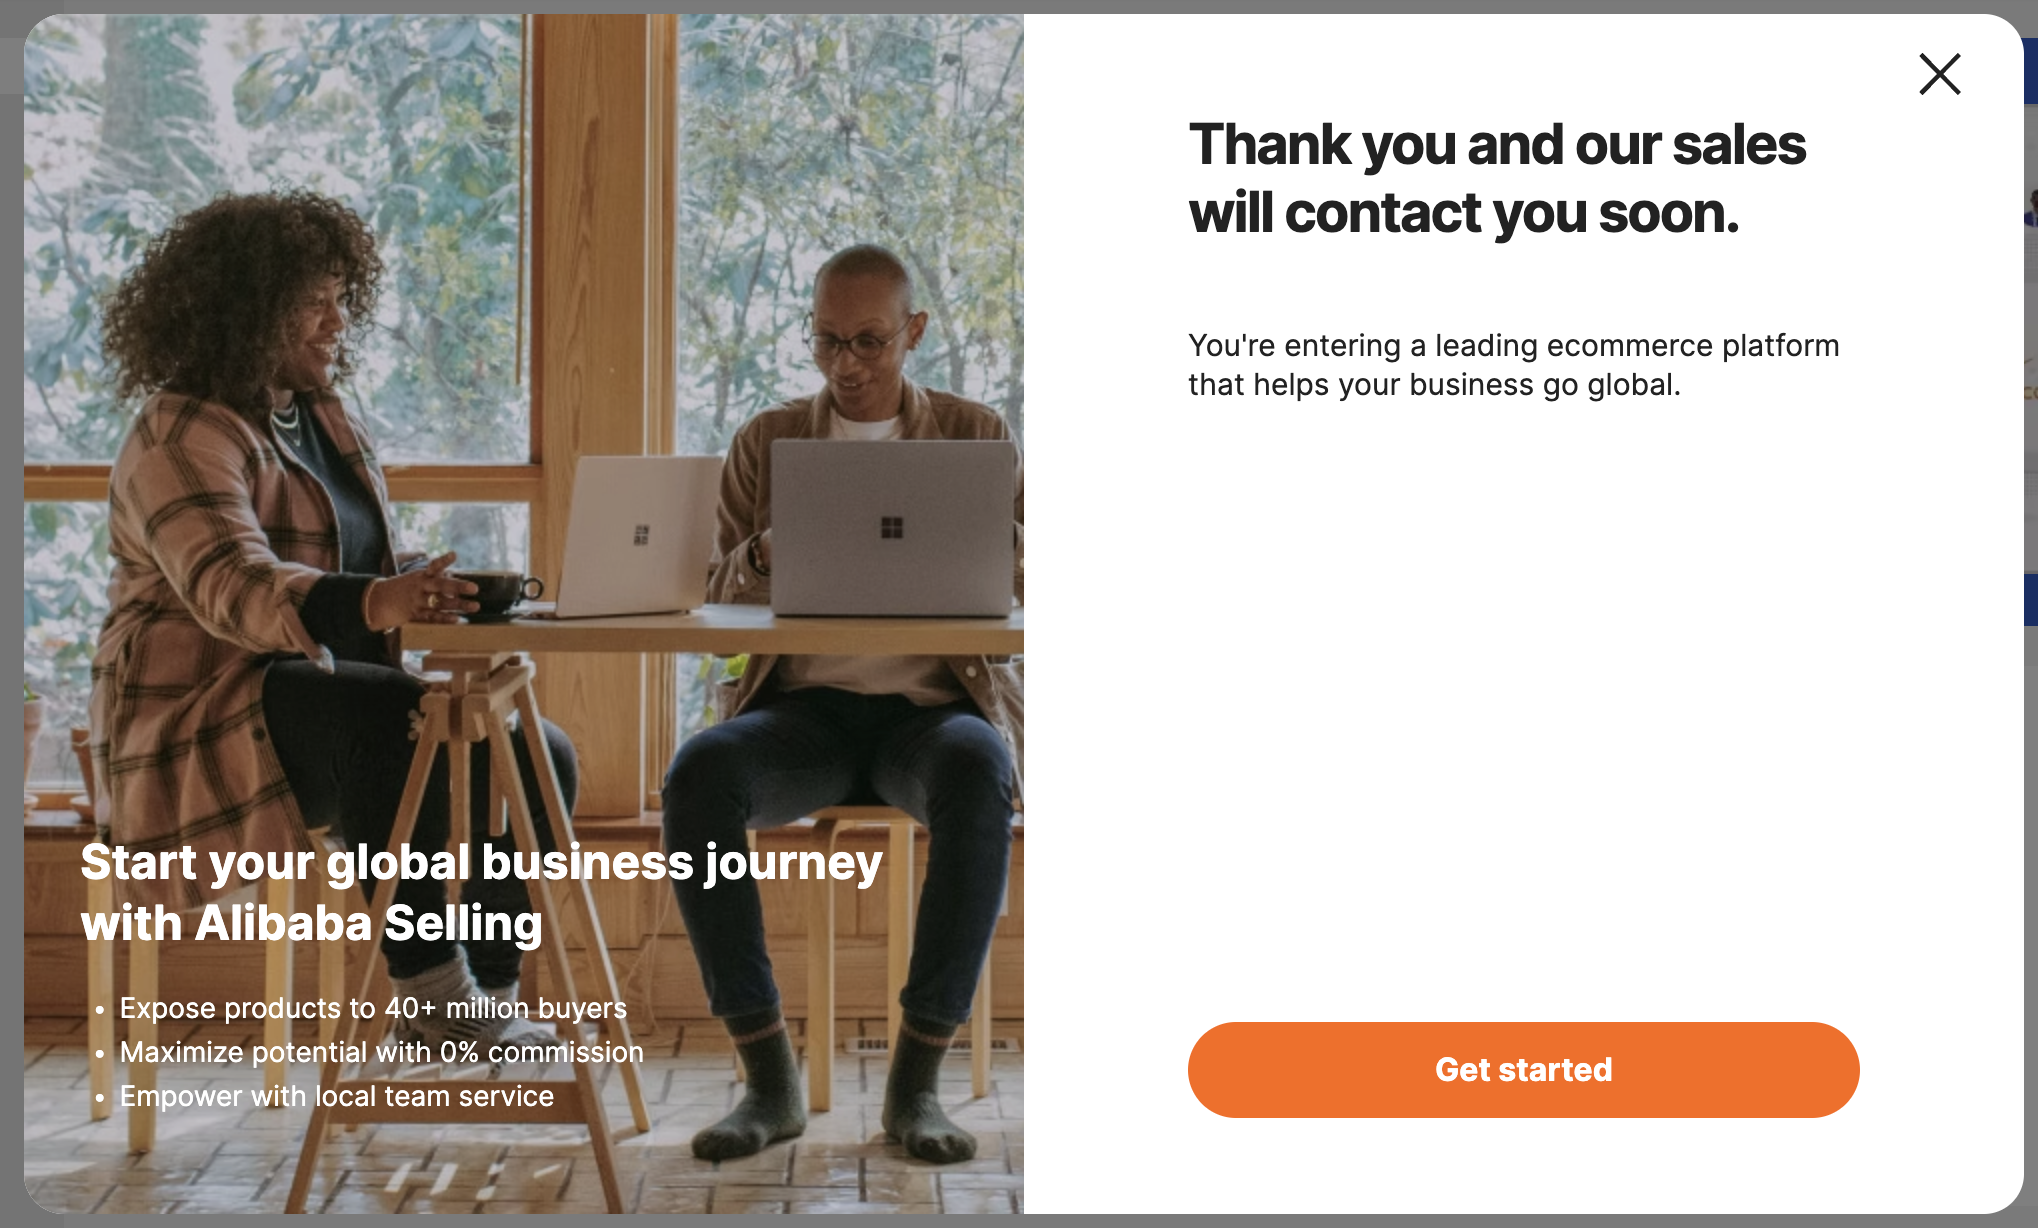 Thank you and our sales
will contact you soon.
You're entering a leading ecommerce platform
that helps your business go global.
Start your global business journey
with Alibaba Selling
• Expose products to 40+ million buyers
• Maximize potential with 0% commission
• Empower with local team service
Get started